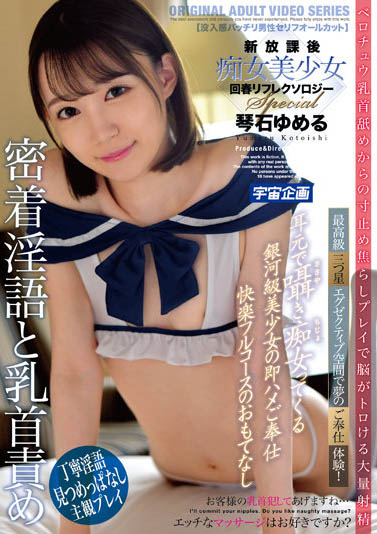 ORIGINAL ADULT VIDEO SERIES
【没入感バッチリ男性セリフオールカット】
新放課後
痴女美少女
回春リフレクソロジー
Special
琴石ゆめる
Yumeru Kotoishi
宇宙企画
ベロチュウ乳首舐めからの寸止め焦らしプレイで脳がトロける大量射精
最高級三つ星エグゼクティブ空間で夢のご奉仕体験!
耳元で囁き痴女ってくる
銀河級美少女の即ハメご奉仕
快楽フルコースのおもてなし
密着淫語と乳首責め
丁寧淫語
見つめっぱなし
主観プレイ
お客様の乳首犯してあげますね…
I'll commit your nipples. Do you like naughty massage?
エッチなマッサージはお好きですか?